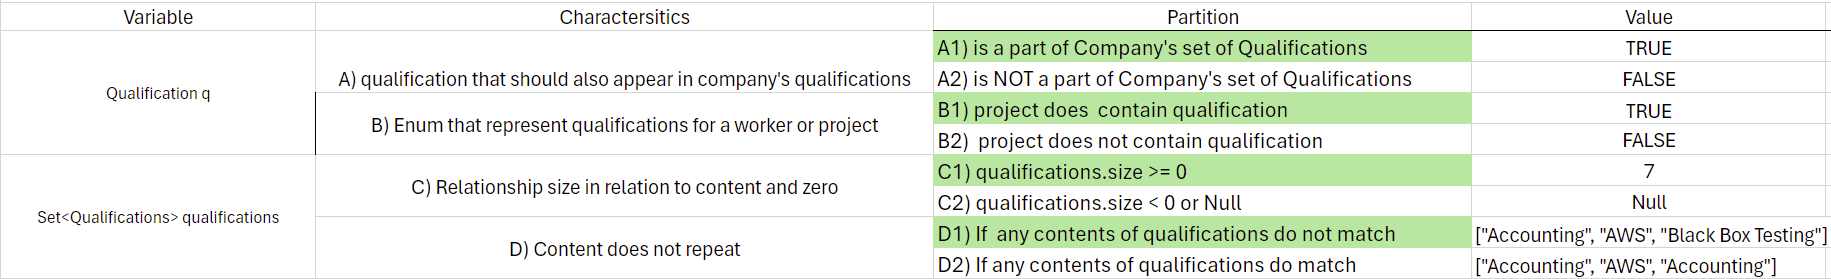 Variable Charactersitics Partition Value
A1) is a part of Company's set of Qualifications TRUE
Qualification q A) qualification that should also appear in company's qualifications A2) is NOT a part of Company's set of Qualifications FALSE
B1) project does  contain qualification TRUE
B) Enum that represent qualifications for a worker or project B2)  project does not contain qualification FALSE
C1) qualifications.size >= 0 7
C) Relationship size in relation to content and zero C2) qualifications.size < 0 or Null Null
Set<Qualifications> qualifications D1) If  any contents of qualifications do not match ["Accounting", "AWS", "Black Box Testing"]
D) Content does not repeat D2) If any contents of qualifications do match ["Accounting", "AWS", "Accounting"]